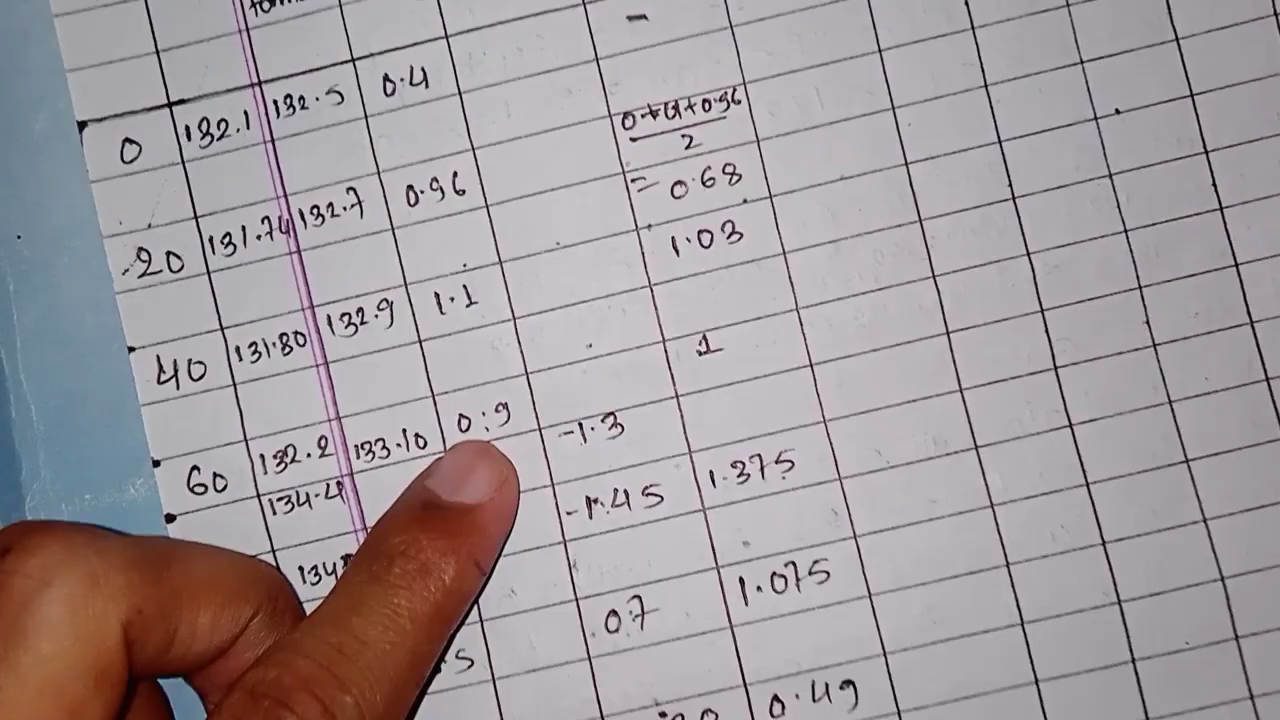 0 132.1 132.5 0.4 -
0.4+0.96
2
= 0.68
-20 131.74 132.7 0.96
1.03
40 131.80 132.9 1.1
1
60 132.2 133.10 0.9 -1.3
134.4 -1.45 1.375
134
0.7 1.075
.5
0.49